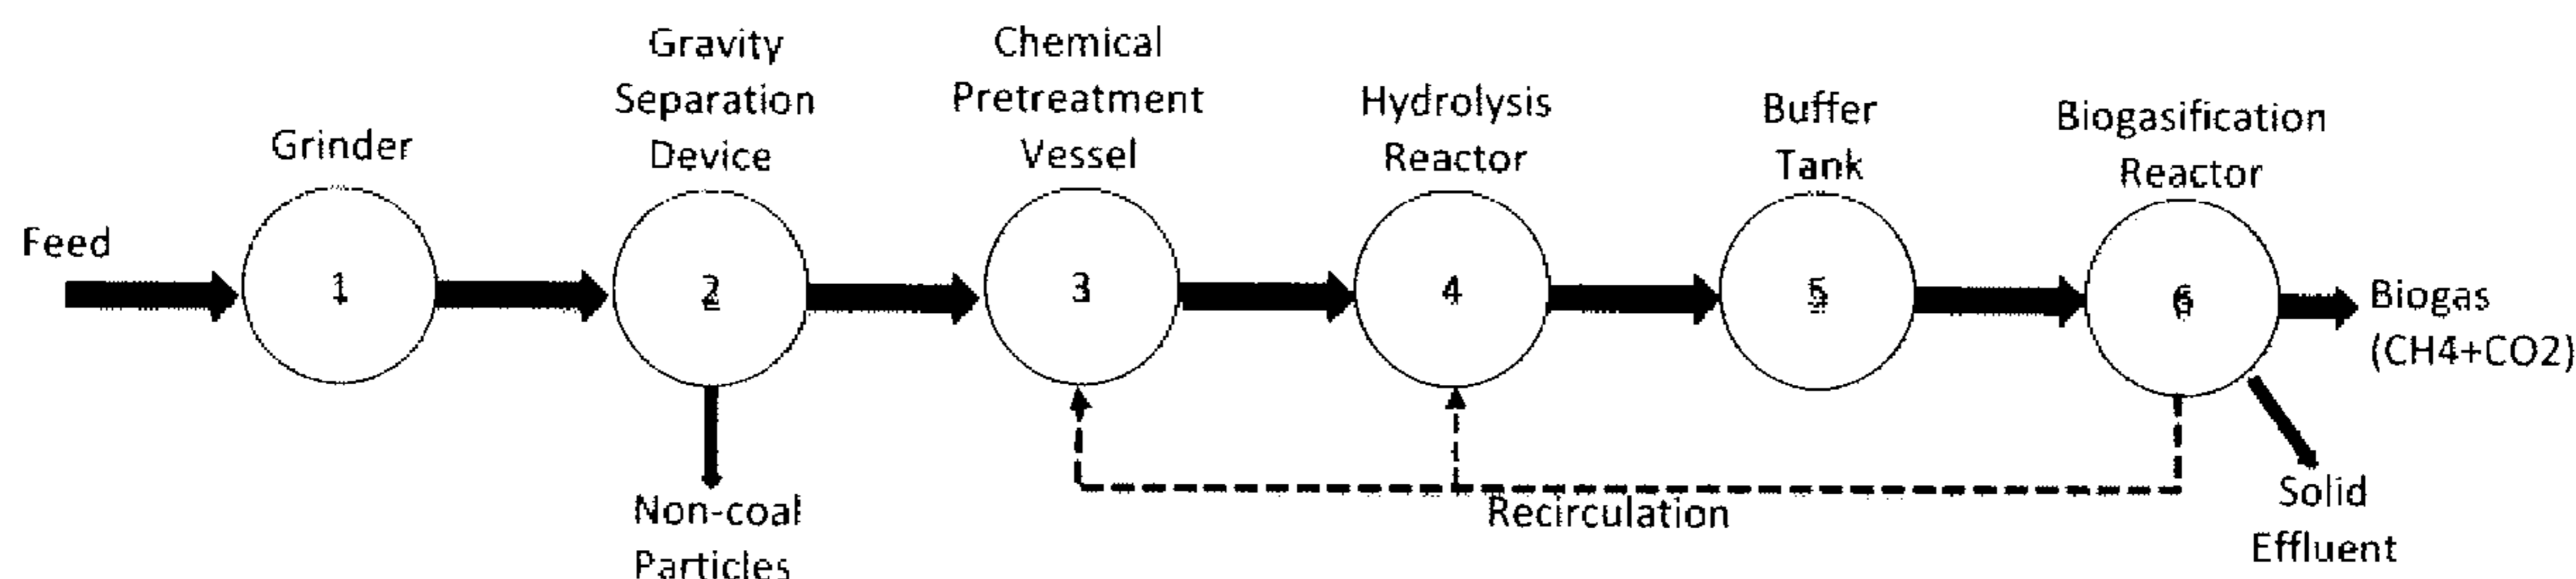 Gravity
Separation
Device
Chemical
Pretreatment
Vessel
Hydrolysis
Reactor
Buffer
Tank
Biogasification
Reactor
Grinder
Feed
1
2
3
4
5
6
Biogas
(CH4+CO2)
Non-coal
Particles
Recirculation
Solid
Effluent